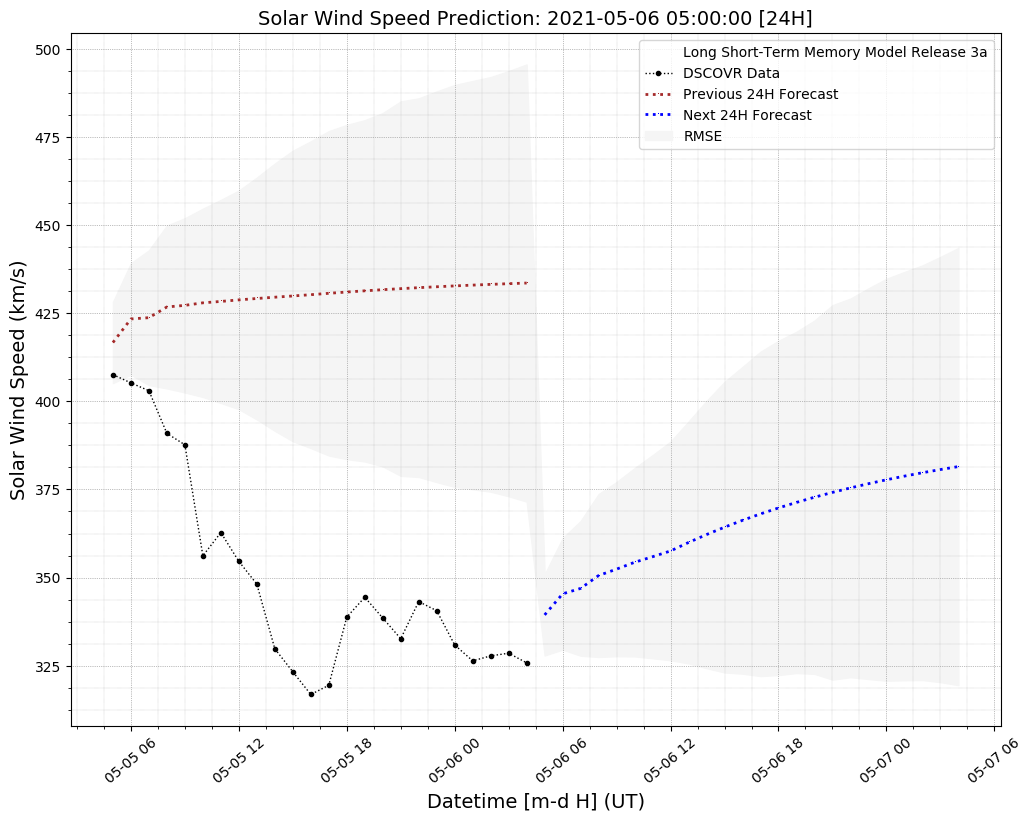 Solar Wind Speed Prediction: 2021-05-06 05:00:00 [24H]
Long Short-Term Memory Model Release 3a
DSCOVR Data
Previous 24H Forecast
Next 24H Forecast
RMSE
Solar Wind Speed (km/s)
500
475
450
425
400
375
350
325
05-05 06
05-05 12
05-05 18
05-06 00
05-06 06
05-06 12
05-06 18
05-07 00
05-07 06
Datetime [m-d H] (UT)